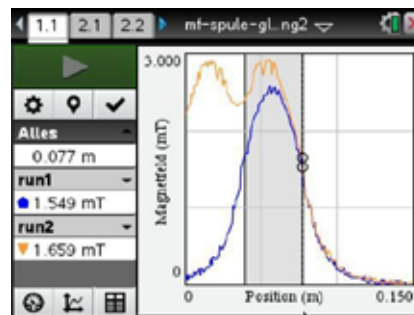 1.1 2.1 2.2 mf-spule-gl…ng2
Alles
0.077 m
run1
1.549 mT
run2
1.659 mT
3.000
Magnetfeld (mT)
0
0 Position (m) 0.150